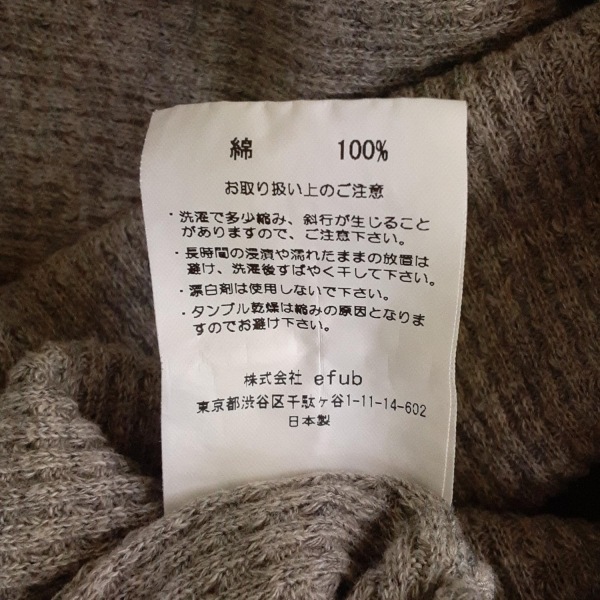 綿 100%
お取り扱い上のご注意
・洗濯で多少縮み、斜行が生じること
がありますので、ご注意下さい。
・長時間の浸漬や濡れたままの放置は
避け、洗濯後すばやく干して下さい。
・漂白剤は使用しないで下さい。
・タンブル乾燥は縮みの原因となりま
すのでお避け下さい。
株式会社 efub
東京都渋谷区千駄ヶ谷1-11-14-602
日本製